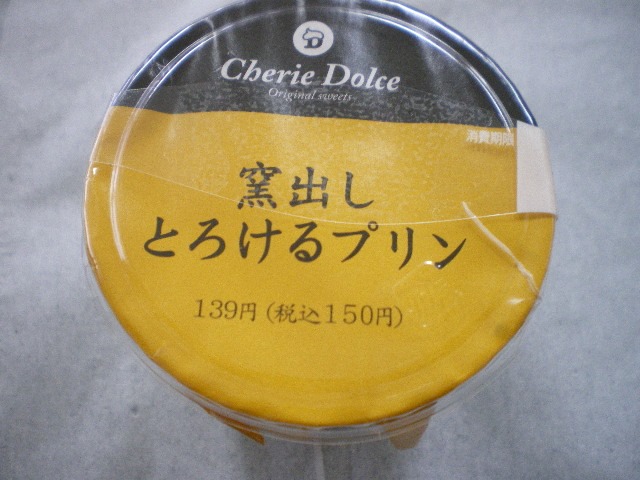 Cherie Dolce
Original sweets
消費期限
窯出し
とろけるプリン
139円(税込150円)